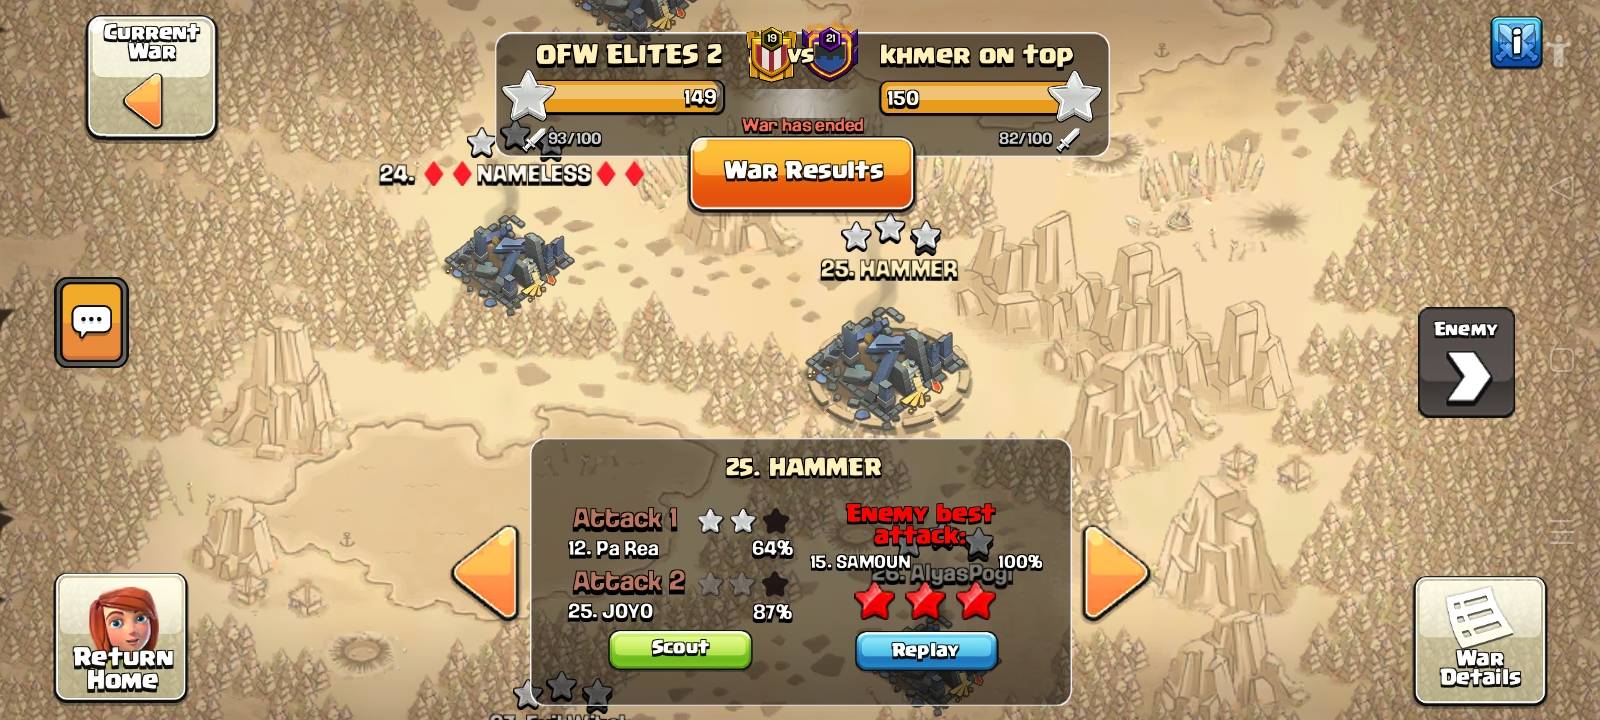 Current
War
OFW ELITES 2
19
vs
21
khmer on top
149
150
War has ended
93/100
82/100
24. ♦♦NAMELESS♦♦
War Results
25. HAMMER
Enemy
25. HAMMER
Attack 1
12. Pa Rea
64%
Attack 2
25. JOYO
87%
Scout
Enemy best
attack:
15. SAMOUN
100%
26. AlyasPogi
Replay
Return
Home
War
Details